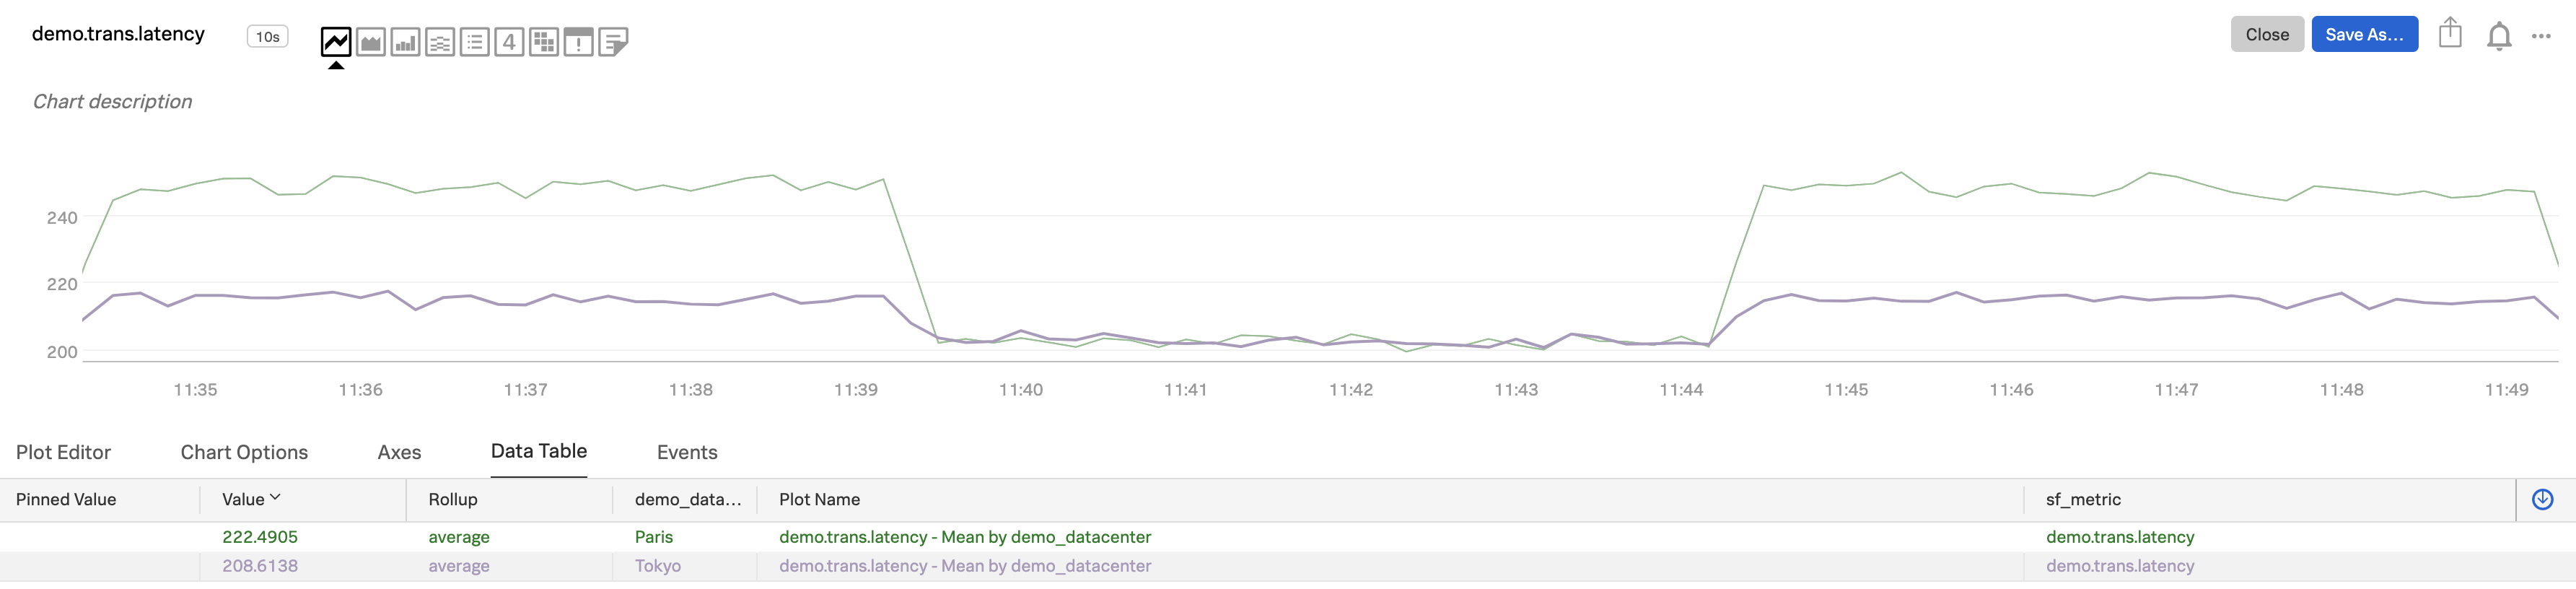 demo.trans.latency 10s 4 Close Save As...
Chart description
240
220
200
11:35 11:36 11:37 11:38 11:39 11:40 11:41 11:42 11:43 11:44 11:45 11:46 11:47 11:48 11:49
Plot Editor Chart Options Axes Data Table Events
Pinned Value Value Rollup demo_data... Plot Name sf_metric
222.4905 average Paris demo.trans.latency - Mean by demo_datacenter demo.trans.latency
208.6138 average Tokyo demo.trans.latency - Mean by demo_datacenter demo.trans.latency